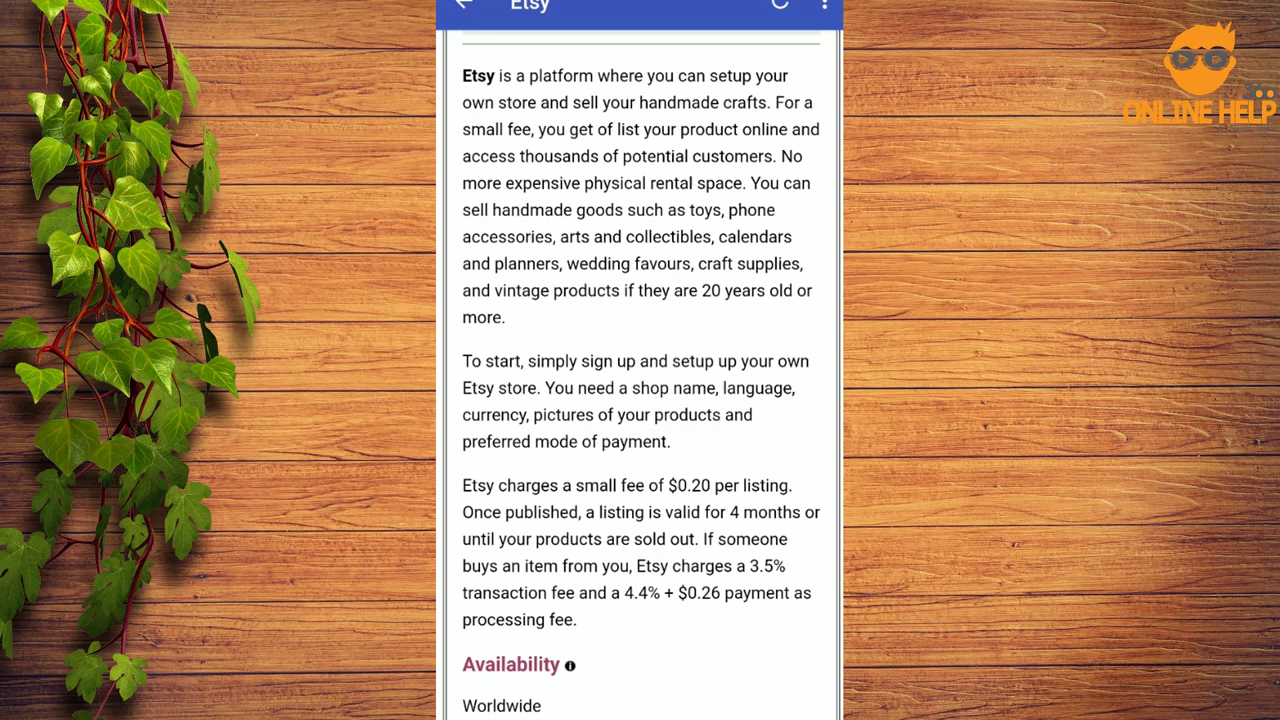 Etsy
ONLINE HELP
Etsy is a platform where you can setup your
own store and sell your handmade crafts. For a
small fee, you get of list your product online and
access thousands of potential customers. No
more expensive physical rental space. You can
sell handmade goods such as toys, phone
accessories, arts and collectibles, calendars
and planners, wedding favours, craft supplies,
and vintage products if they are 20 years old or
more.
To start, simply sign up and setup up your own
Etsy store. You need a shop name, language,
currency, pictures of your products and
preferred mode of payment.
Etsy charges a small fee of $0.20 per listing.
Once published, a listing is valid for 4 months or
until your products are sold out. If someone
buys an item from you, Etsy charges a 3.5%
transaction fee and a 4.4% + $0.26 payment as
processing fee.
Availability
Worldwide